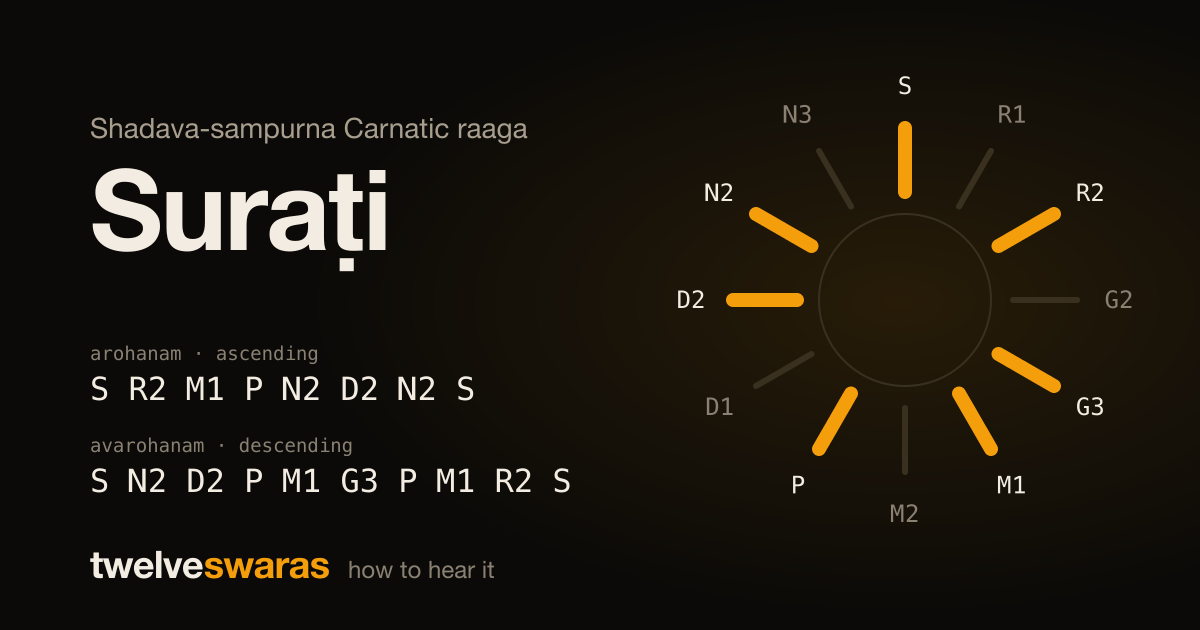 Shadava-sampurna Carnatic raaga
Suraṭi
arohanam · ascending
S R2 M1 P N2 D2 N2 S
avarohanam · descending
S N2 D2 P M1 G3 P M1 R2 S
twelveswaras how to hear it
S
N3 R1
N2 R2
D2 G2
D1 G3
P M1
M2